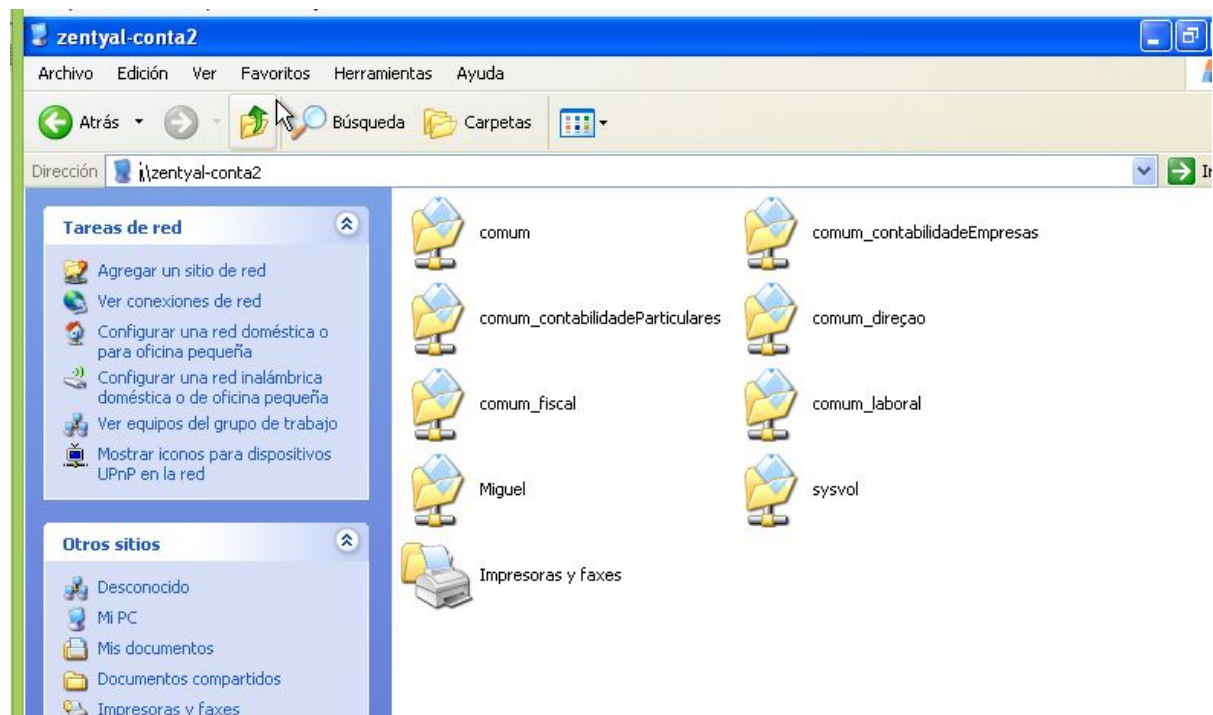 zentyal-conta2
Archivo Edición Ver Favoritos Herramientas Ayuda
Atrás Búsqueda Carpetas
Dirección \\zentyal-conta2
Tareas de red
Agregar un sitio de red
Ver conexiones de red
Configurar una red doméstica o
para oficina pequeña
Configurar una red inalámbrica
doméstica o de oficina pequeña
Ver equipos del grupo de trabajo
Mostrar iconos para dispositivos
UPnP en la red
Otros sitios
Desconocido
Mi PC
Mis documentos
Documentos compartidos
Impresoras y faxes
comum comum_contabilidadeEmpresas
comum_contabilidadeParticulares comum_direçao
comum_fiscal comum_laboral
Miguel sysvol
Impresoras y faxes